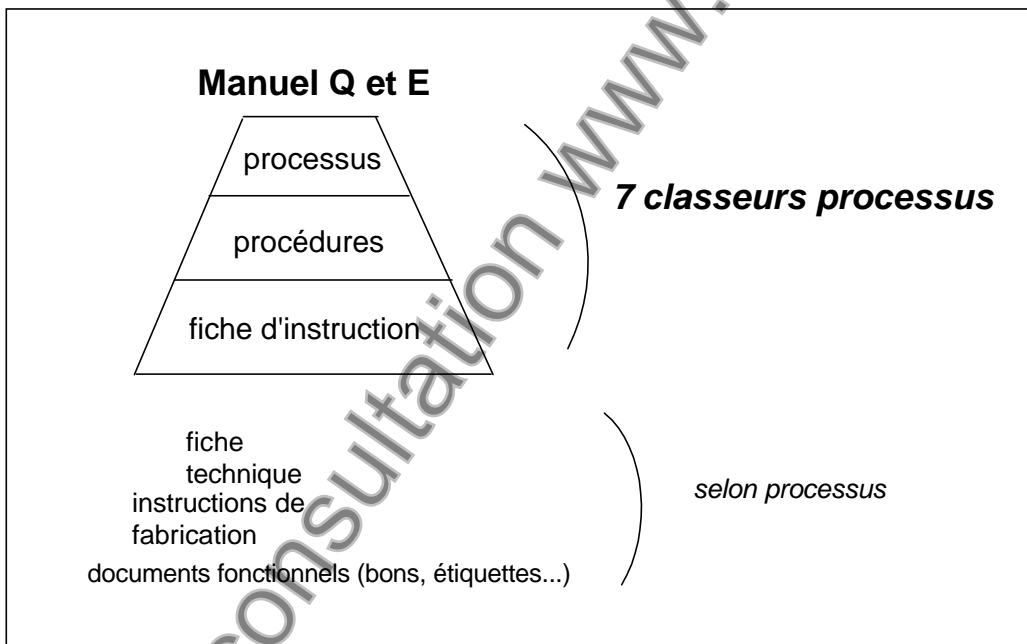 Manuel Q et E
processus
procédures
fiche d'instruction
7 classeurs processus
fiche
technique
instructions de
fabrication
documents fonctionnels (bons, étiquettes...)
selon processus
consultation www.